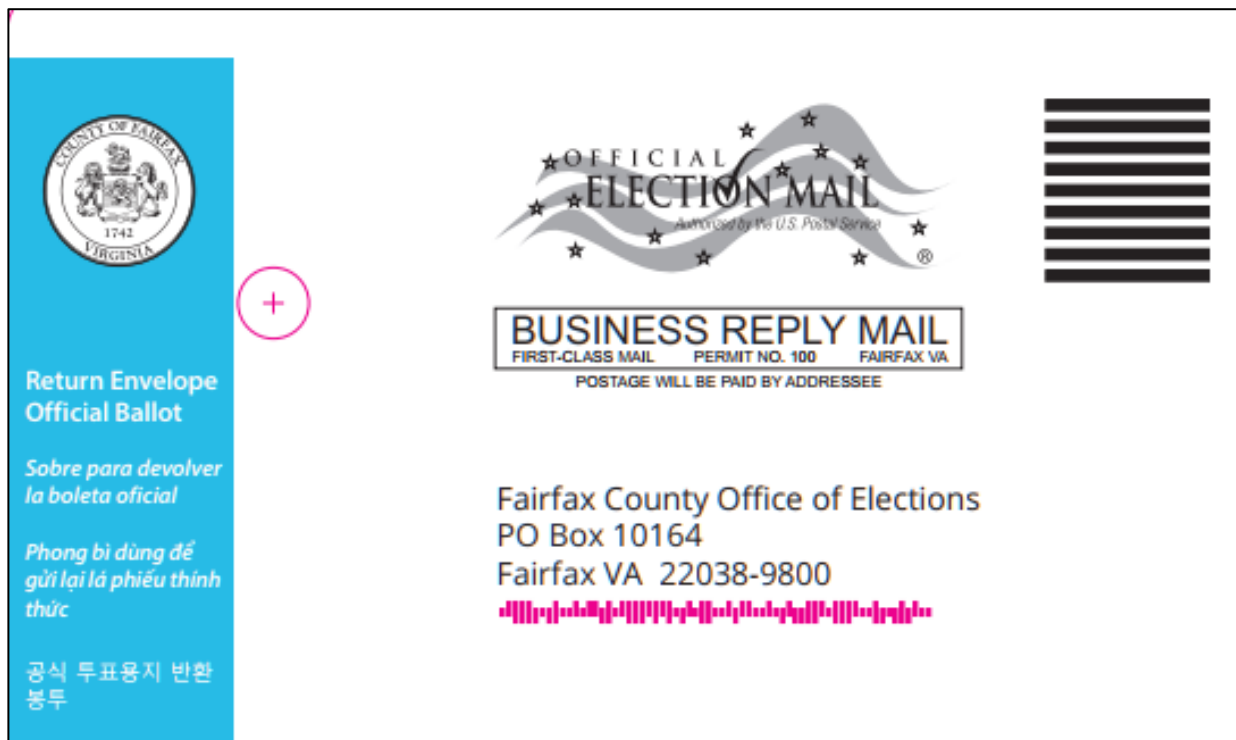 COUNTY OF FAIRFAX
1742
VIRGINIA
Return Envelope
Official Ballot
Sobre para devolver
la boleta oficial
Phong bì dùng để
gửi lại lá phiếu thính
thức
공식 투표용지 반환
봉투
OFFICIAL
ELECTION MAIL
Authorized by the U.S. Postal Service
®
BUSINESS REPLY MAIL
FIRST-CLASS MAIL PERMIT NO. 100 FAIRFAX VA
POSTAGE WILL BE PAID BY ADDRESSEE
Fairfax County Office of Elections
PO Box 10164
Fairfax VA 22038-9800